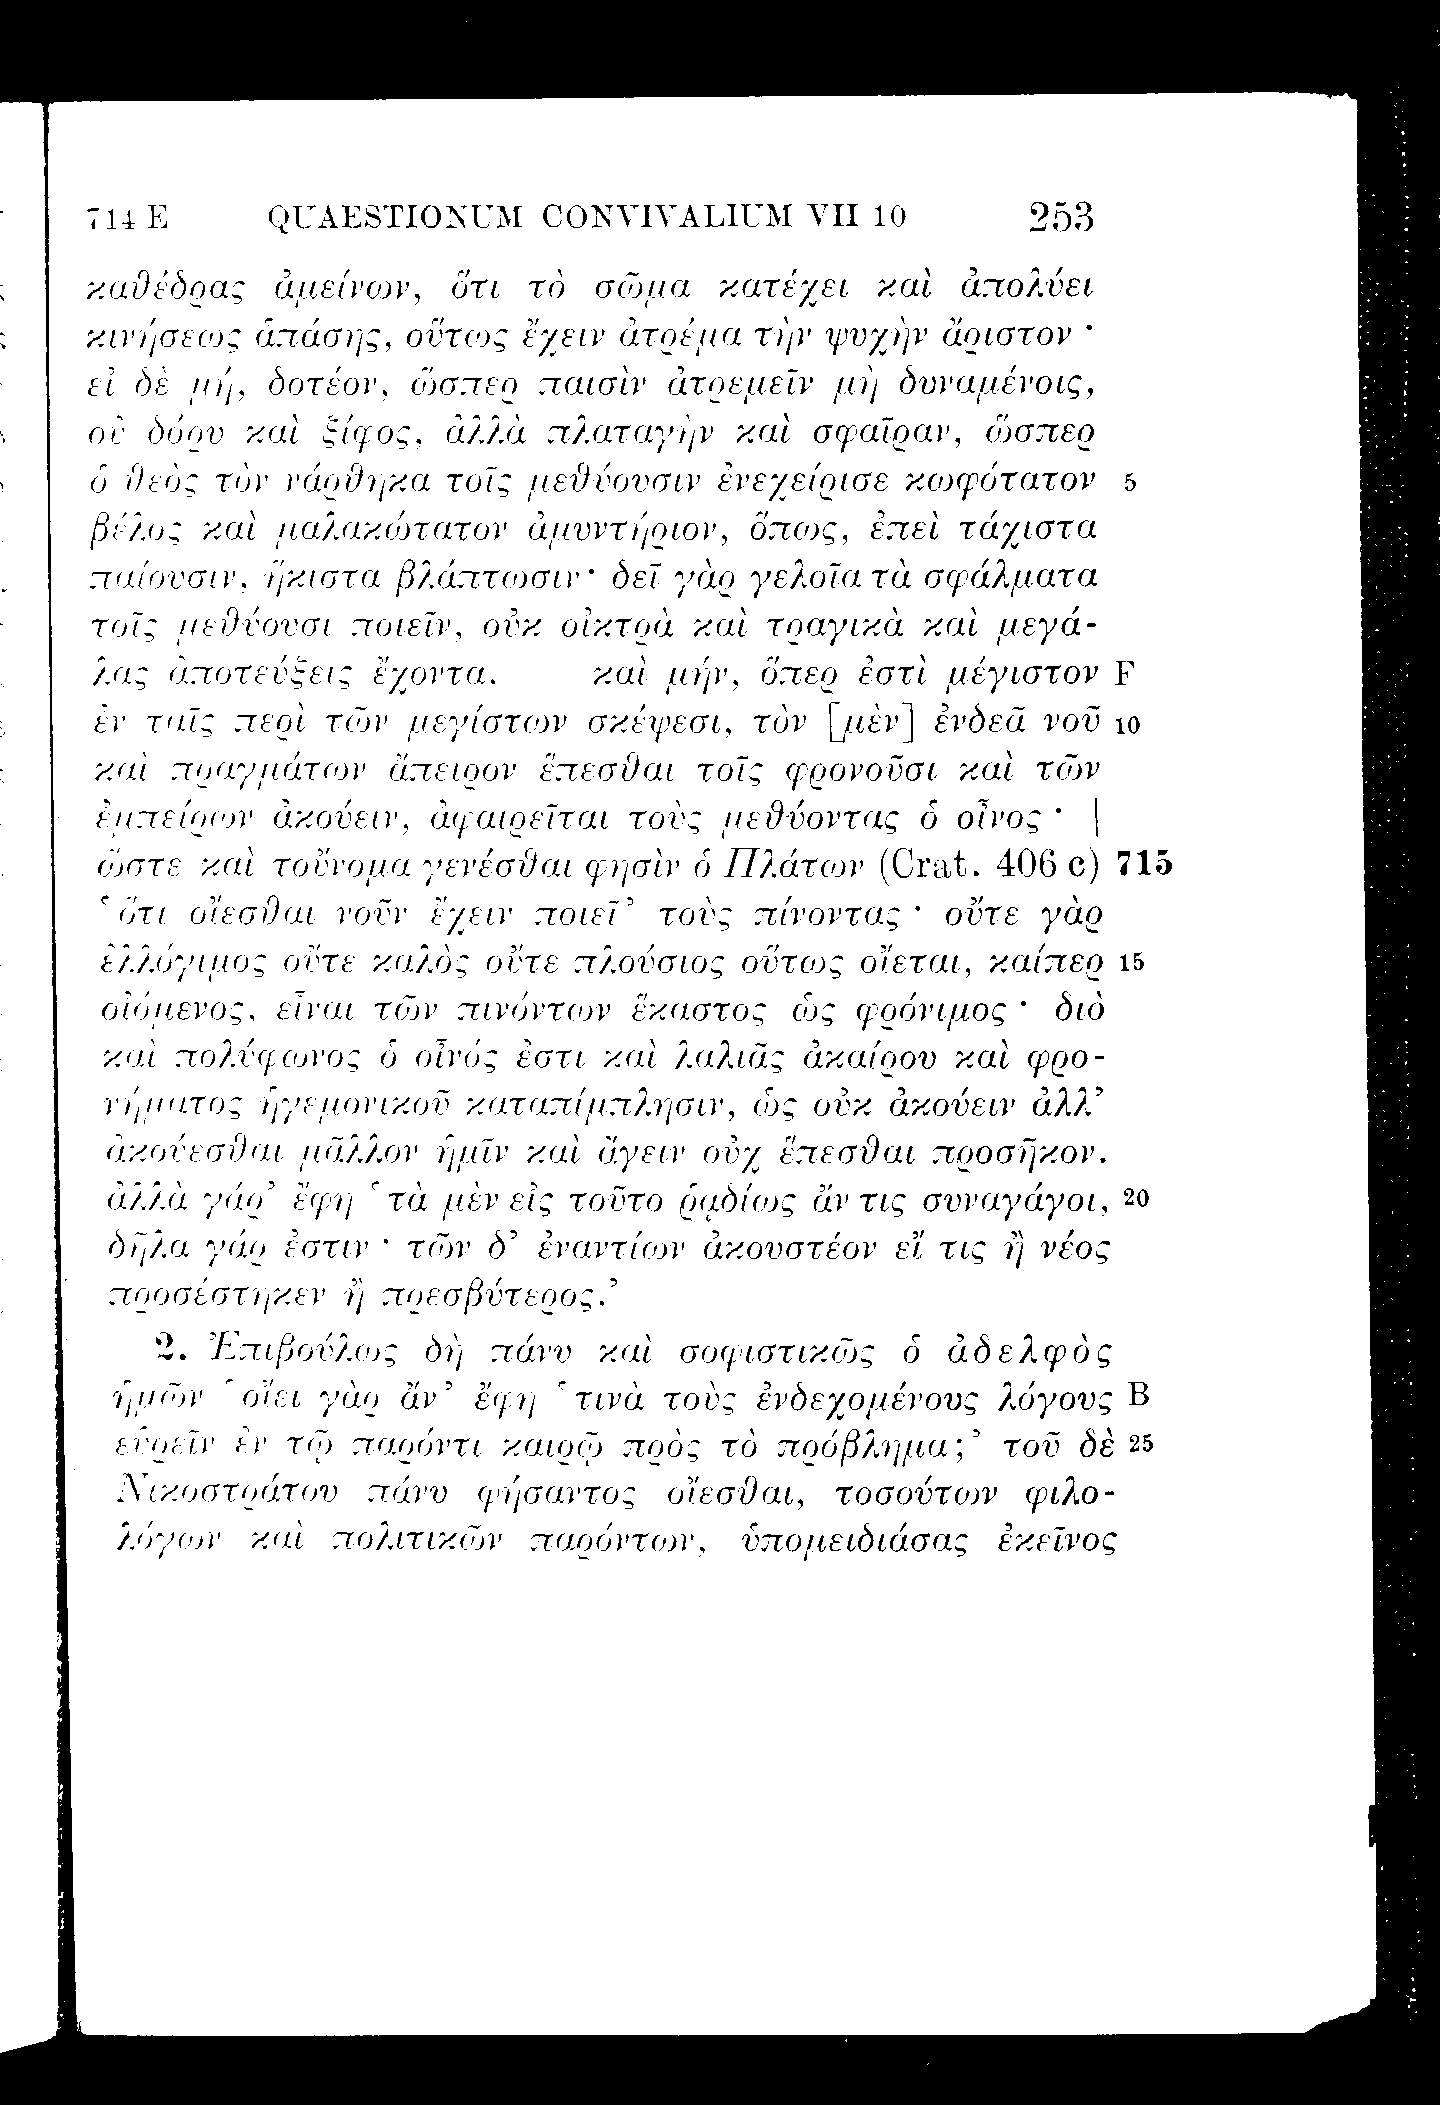 714 E QUAESTIONUM CONVIVALIUM VII 10 253
καθέδρας ἀμείνων, ὅτι τὸ σῶμα κατέχει καὶ ἀπολύει
κινήσεως ἁπάσης, οὕτως ἔχειν ἀτρέμα τὴν ψυχὴν ἄριστον·
εἰ δὲ μή, δοτέον, ὥσπερ παισὶν ἀτρεμεῖν μὴ δυναμένοις,
οὐ δόρυ καὶ ξίφος, ἀλλὰ πλαταγὴν καὶ σφαῖραν, ὥσπερ
ὁ θεὸς τὸν νάρθηκα τοῖς μεθύουσιν ἐνεχείρισε κωφότατον 5
βέλος καὶ μαλακώτατον ἀμυντήριον, ὅπως, ἐπεὶ τάχιστα
παίουσιν, ἥκιστα βλάπτωσιν· δεῖ γὰρ γελοῖα τὰ σφάλματα
τοῖς μεθύουσι ποιεῖν, οὐκ οἰκτρὰ καὶ τραγικὰ καὶ μεγά-
λας ἀποτεύξεις ἔχοντα. καὶ μήν, ὅπερ ἐστὶ μέγιστον F
ἐν ταῖς περὶ τῶν μεγίστων σκέψεσι, τὸν [μὲν] ἐνδεᾶ νοῦ 10
καὶ πραγμάτων ἄπειρον ἕπεσθαι τοῖς φρονοῦσι καὶ τῶν
ἐμπείρων ἀκούειν, ἀφαιρεῖται τοὺς μεθύοντας ὁ οἶνος· |
ὥστε καὶ τοὔνομα γενέσθαι φησὶν ὁ Πλάτων (Crat. 406 c) 715
‘ὅτι οἴεσθαι νοῦν ἔχειν ποιεῖ’ τοὺς πίνοντας· οὔτε γὰρ
ἐλλόγιμος οὔτε καλὸς οὔτε πλούσιος οὕτως οἴεται, καίπερ 15
οἰόμενος, εἶναι τῶν πινόντων ἕκαστος ὡς φρόνιμος· διὸ
καὶ πολύφωνος ὁ οἶνός ἐστι καὶ λαλιᾶς ἀκαίρου καὶ φρο-
νήματος ἡγεμονικοῦ καταπίμπλησιν, ὡς οὐκ ἀκούειν ἀλλ’
ἀκούεσθαι μᾶλλον ἡμῖν καὶ ἄγειν οὐχ ἕπεσθαι προσῆκον.
ἀλλὰ γάρ’ ἔφη ‘τὰ μὲν εἰς τοῦτο ῥᾳδίως ἄν τις συναγάγοι, 20
δῆλα γάρ ἐστιν· τῶν δ’ ἐναντίων ἀκουστέον εἴ τις ἢ νέος
προσέστηκεν ἢ πρεσβύτερος.’
2. Ἐπιβούλως δὴ πάνυ καὶ σοφιστικῶς ὁ ἀδελφὸς
ἡμῶν ‘οἴει γὰρ ἄν’ ἔφη ‘τινὰ τοὺς ἐνδεχομένους λόγους B
εὑρεῖν ἐν τῷ παρόντι καιρῷ πρὸς τὸ πρόβλημα;’ τοῦ δὲ 25
Νικοστράτου πάνυ φήσαντος οἴεσθαι, τοσούτων φιλο-
λόγων καὶ πολιτικῶν παρόντων, ὑπομειδιάσας ἐκεῖνος